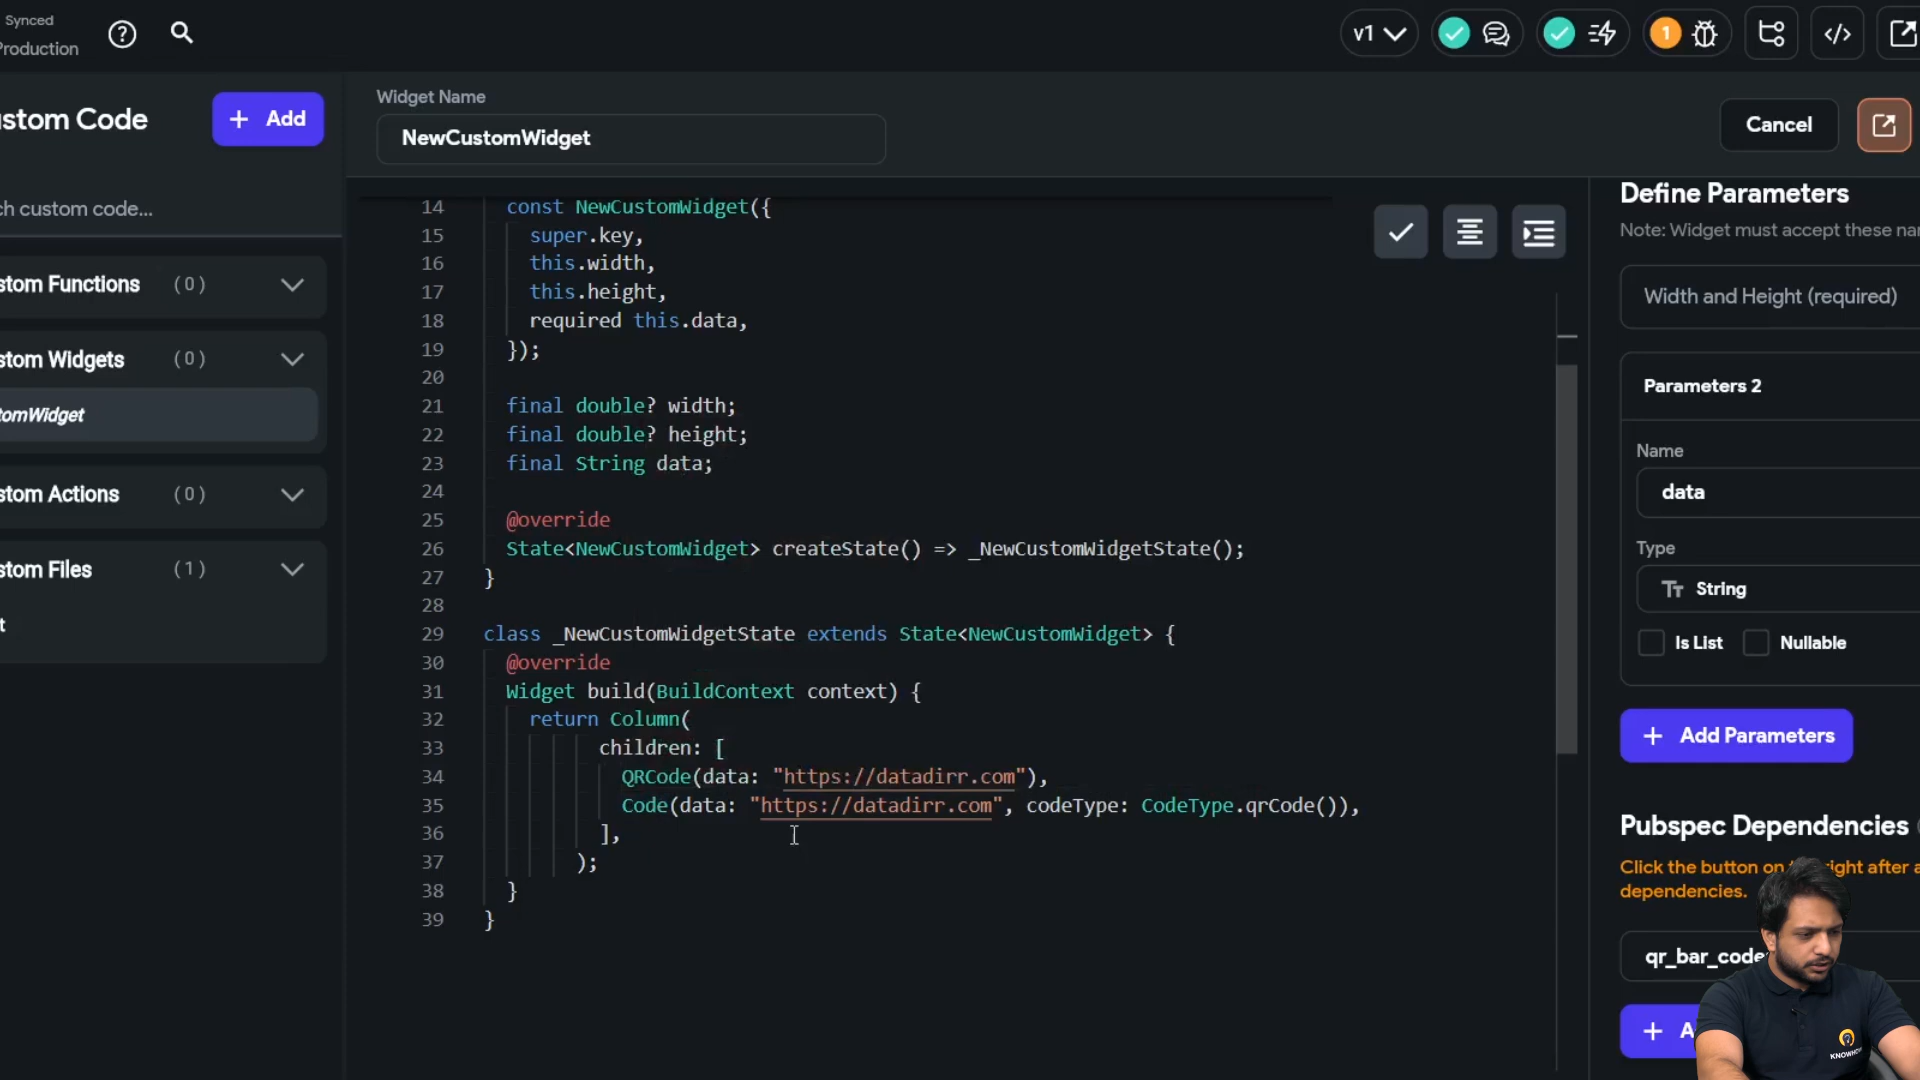 Synced
Production
v1
1
stom Code
+ Add
ch custom code...
stom Functions (0)
stom Widgets (0)
tomWidget
stom Actions (0)
stom Files (1)
t
Widget Name
NewCustomWidget
Cancel
14 const NewCustomWidget({
15 super.key,
16 this.width,
17 this.height,
18 required this.data,
19 });
20
21 final double? width;
22 final double? height;
23 final String data;
24
25 @override
26 State<NewCustomWidget> createState() => _NewCustomWidgetState();
27 }
28
29 class _NewCustomWidgetState extends State<NewCustomWidget> {
30 @override
31 Widget build(BuildContext context) {
32 return Column(
33 children: [
34 QRCode(data: "https://datadirr.com"),
35 Code(data: "https://datadirr.com", codeType: CodeType.qrCode()),
36 ],
37 );
38 }
39 }
Define Parameters
Note: Widget must accept these na
Width and Height (required)
Parameters 2
Name
data
Type
Tт String
Is List Nullable
+ Add Parameters
Pubspec Dependencies
Click the button on right after a
dependencies.
qr_bar_code
+ A